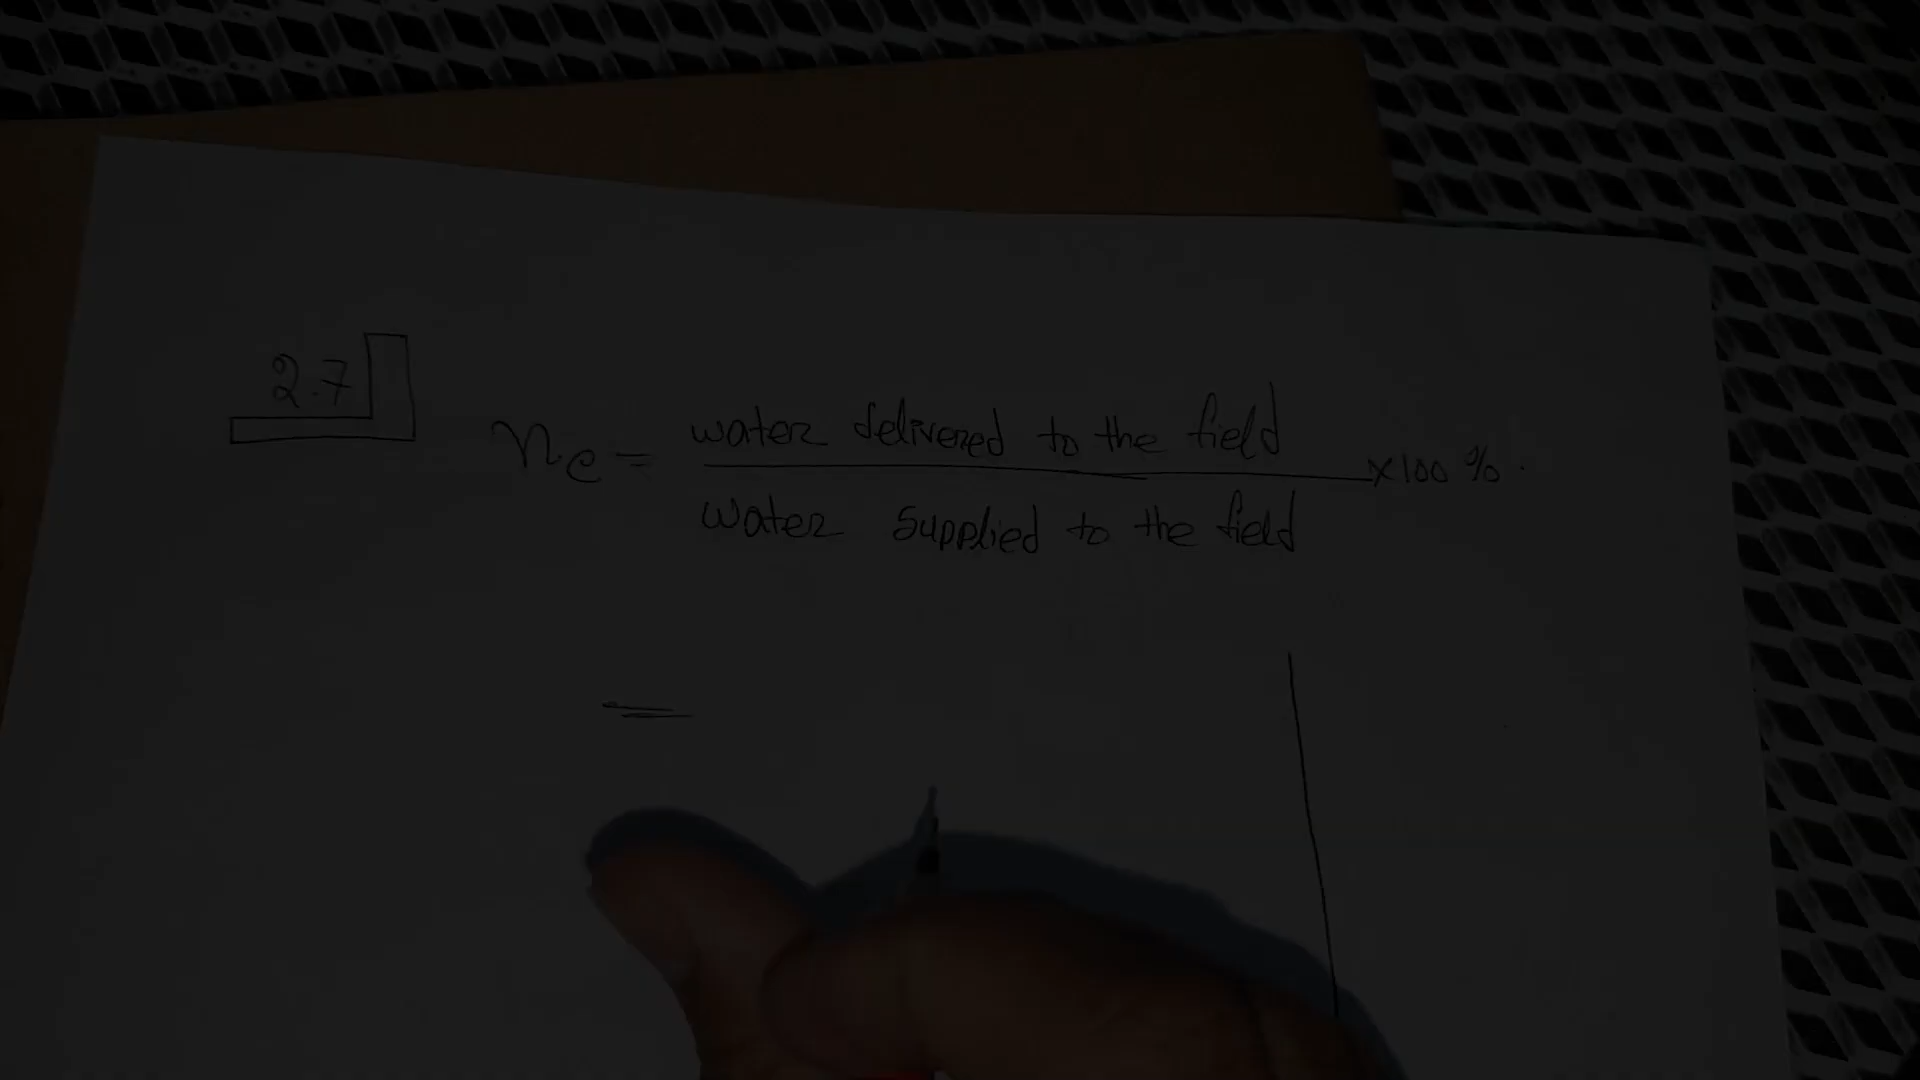 2.7
ηc = water delivered to the field / water supplied to the field × 100 %.
=